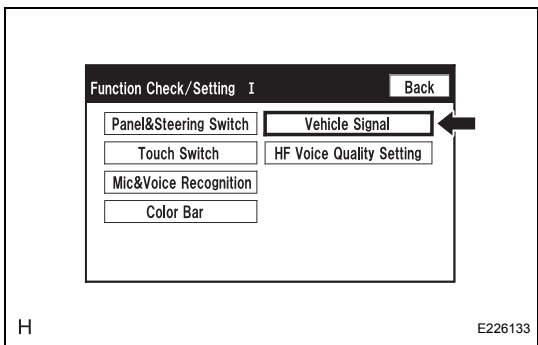 Function Check/Setting I
Back
Panel&Steering Switch
Vehicle Signal
Touch Switch
HF Voice Quality Setting
Mic&Voice Recognition
Color Bar
H
E226133